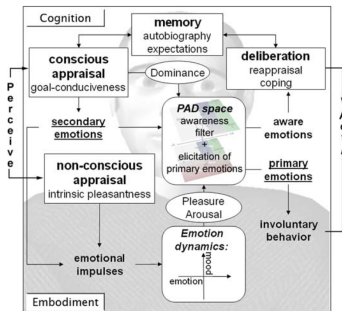 Cognition
memory
autobiography
expectations
conscious
appraisal
goal-conduciveness
Dominance
deliberation
reappraisal
coping
Perceive
secondary
emotions
PAD space
awareness
filter
+
elicitation of
primary emotions
aware
emotions
non-conscious
appraisal
intrinsic pleasantness
primary
emotions
Pleasure
Arousal
involuntary
behavior
emotional
impulses
Emotion
dynamics:
mood
emotion
Embodiment